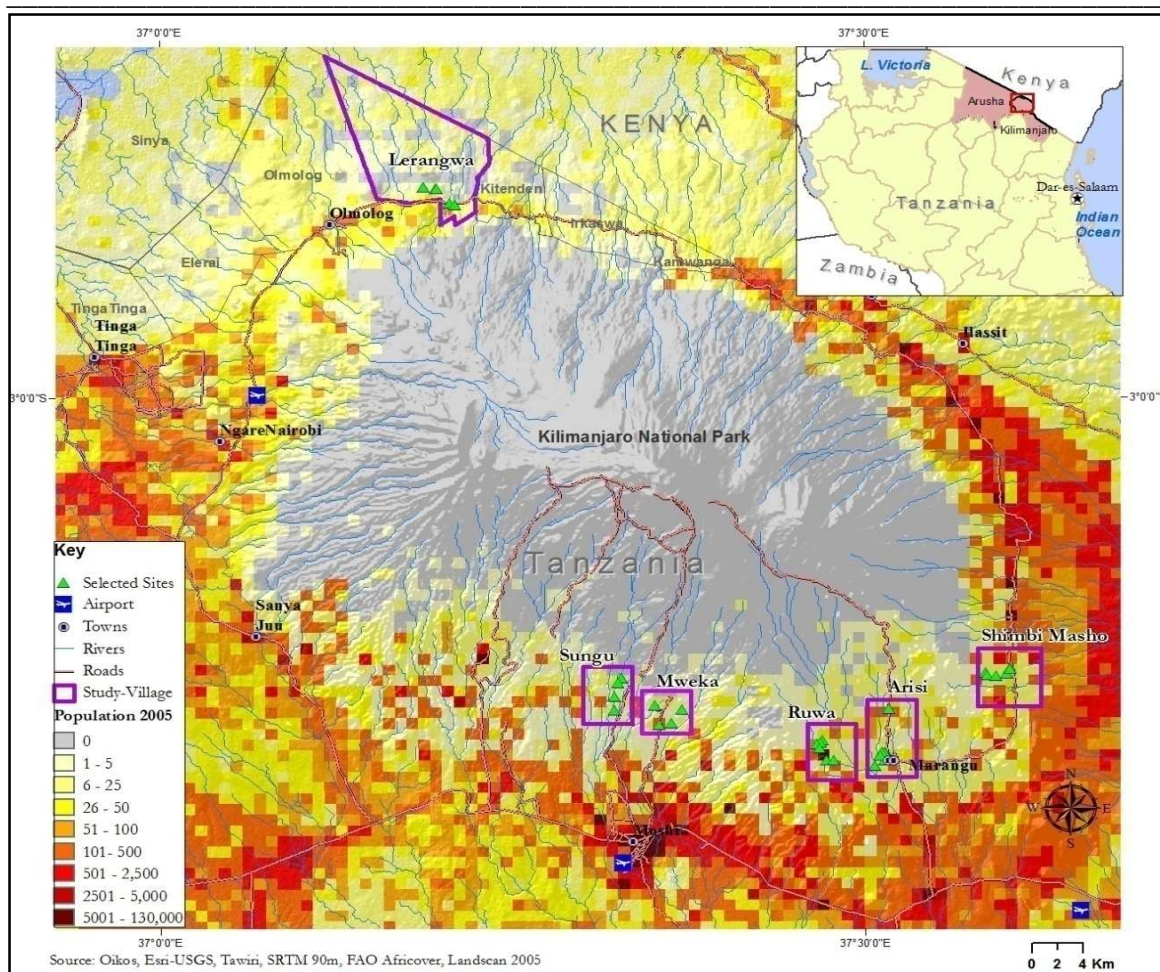 37°0'0"E
37°30'0"E
L. Victoria
Kenya
Arusha
Kilimanjaro
Dar-es-Salaam
Tanzania
Indian
Ocean
Zambia
KENYA
Sinya
Lerangwa
Olmolog
Kitenden
Olmolog
Irkaswa
Elerai
Kamwanga
Tinga Tinga
Tinga
Tinga
Rassit
3°0'0"S
3°0'0"S
NgareNairobi
Kilimanjaro National Park
Tanzania
Key
Selected Sites
Airport
Towns
Rivers
Roads
Study-Village
Population 2005
0
1 - 5
6 - 25
26 - 50
51 - 100
101 - 500
501 - 2,500
2501 - 5,000
5001 - 130,000
Sanya
Juu
Shimbi Masho
Sungu
Mweka
Arisi
Ruwa
Marangu
N
W
E
S
Moshi
37°0'0"E
37°30'0"E
Source: Oikos, Esri-USGS, Tawiri, SRTM 90m, FAO Africover, Landscan 2005
0 2 4 Km